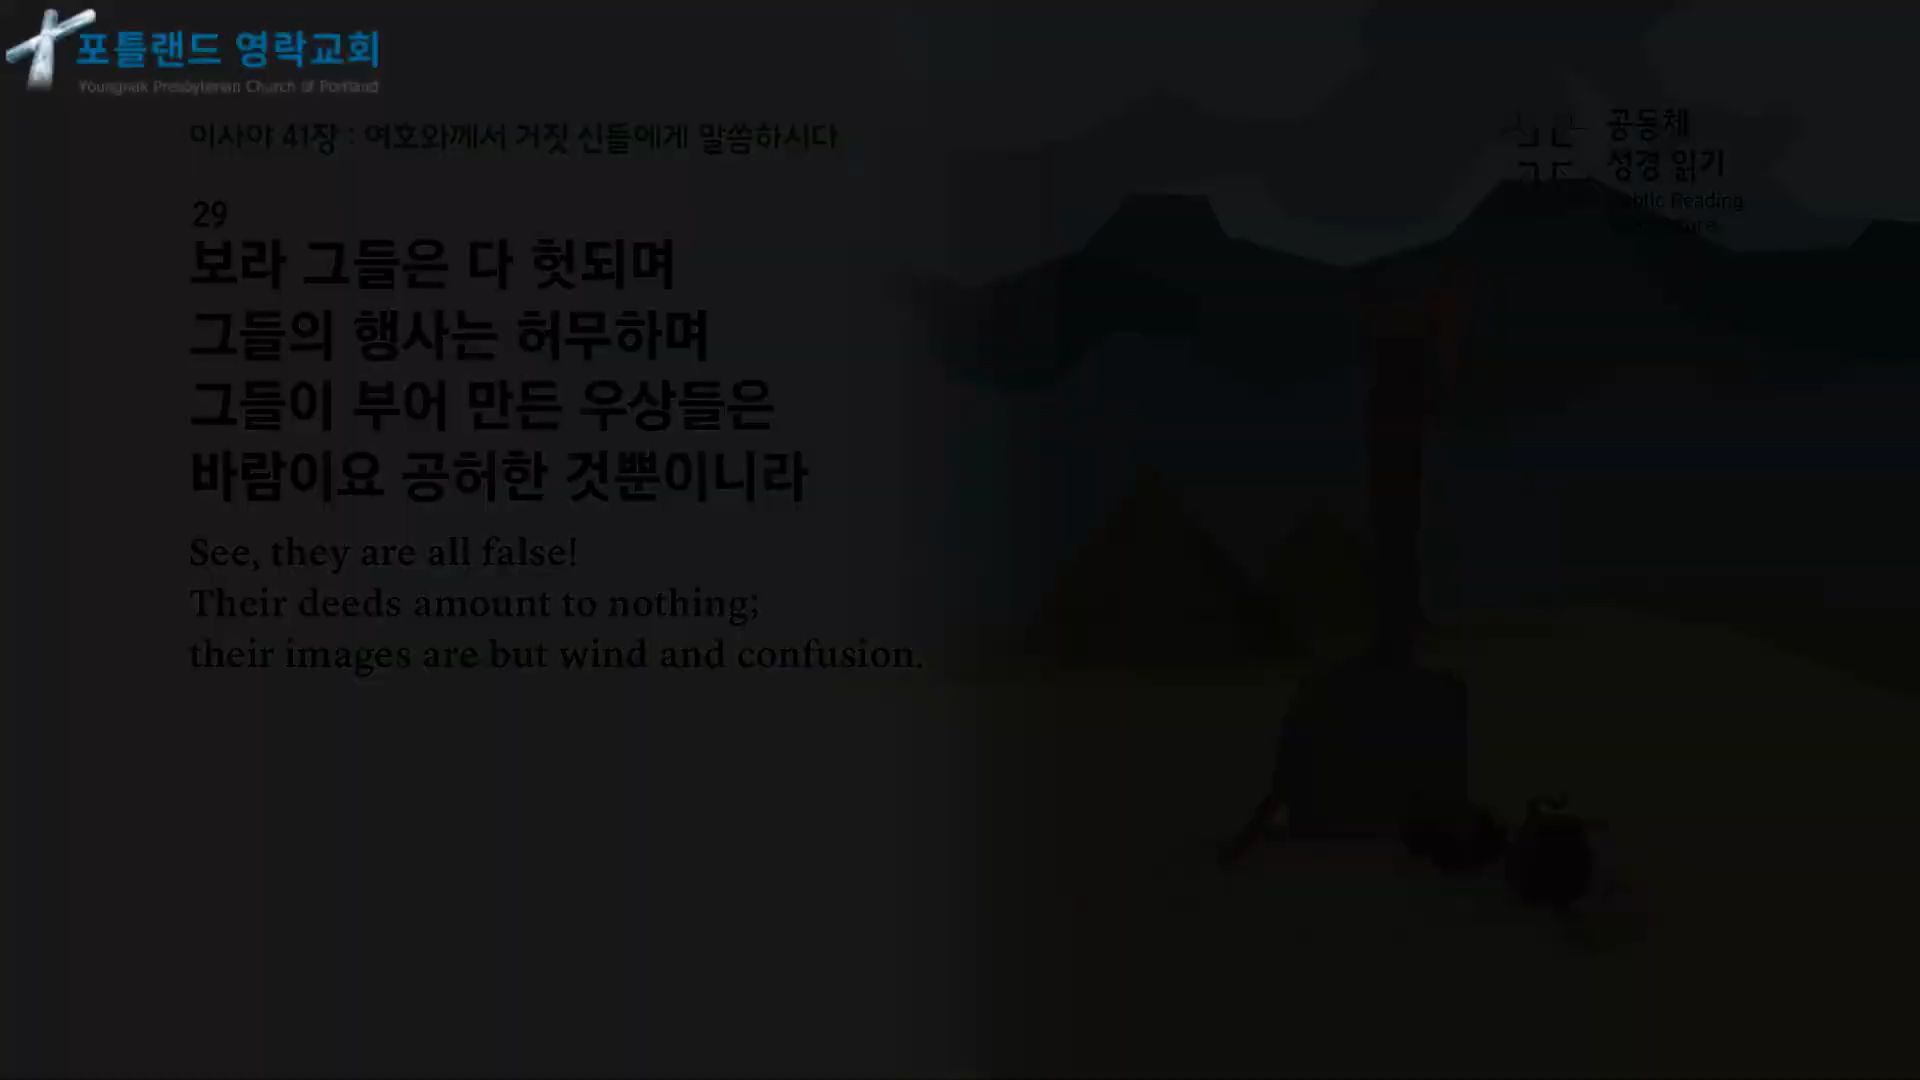 포틀랜드 영락교회
Youngnak Presbyterian Church of Portland
이사야 41장 : 여호와께서 거짓 신들에게 말씀하시다
공동체
성경 읽기
Public Reading
29
보라 그들은 다 헛되며
그들의 행사는 허무하며
그들이 부어 만든 우상들은
바람이요 공허한 것뿐이니라
See, they are all false!
Their deeds amount to nothing;
their images are but wind and confusion.